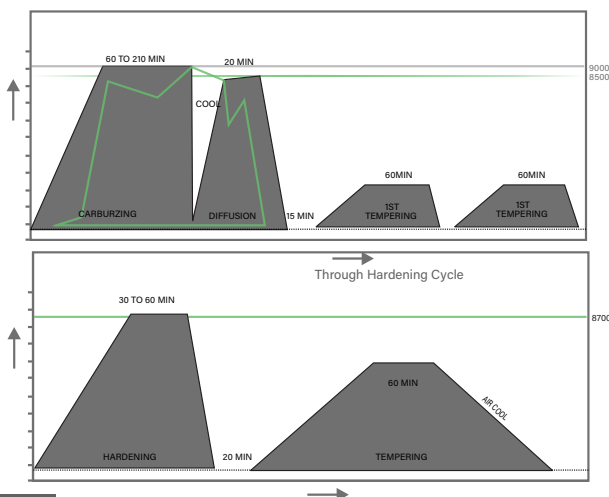 60 TO 210 MIN
20 MIN
9000
8500
COOL
60MIN
60MIN
1ST
TEMPERING
1ST
TEMPERING
CARBURZING
DIFFUSION
15 MIN
Through Hardening Cycle
30 TO 60 MIN
8700
60 MIN
AIR COOL
HARDENING
20 MIN
TEMPERING